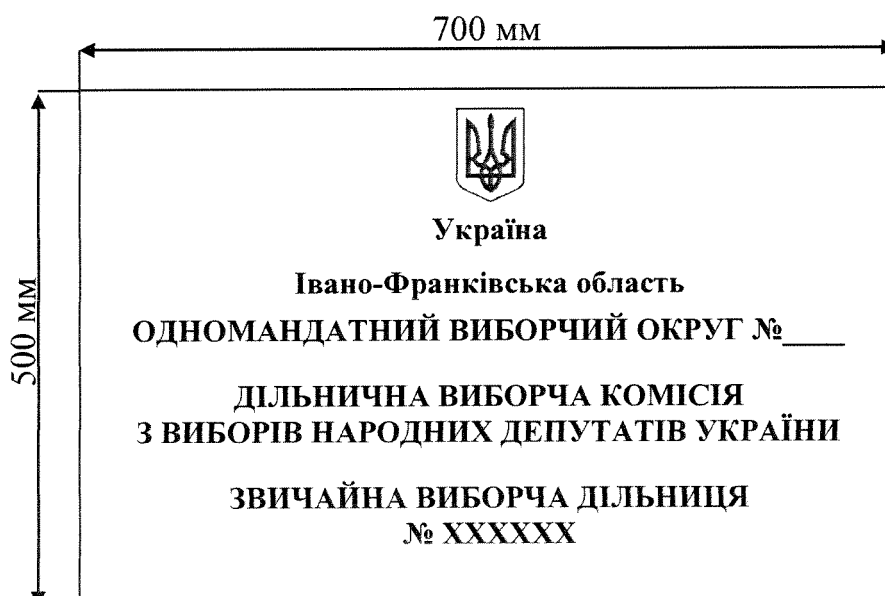 700 мм
500 мм
Україна
Івано-Франківська область
ОДНОМАНДАТНИЙ ВИБОРЧИЙ ОКРУГ №____
ДІЛЬНИЧНА ВИБОРЧА КОМІСІЯ
З ВИБОРІВ НАРОДНИХ ДЕПУТАТІВ УКРАЇНИ
ЗВИЧАЙНА ВИБОРЧА ДІЛЬНИЦЯ
№ ХХХХХХ